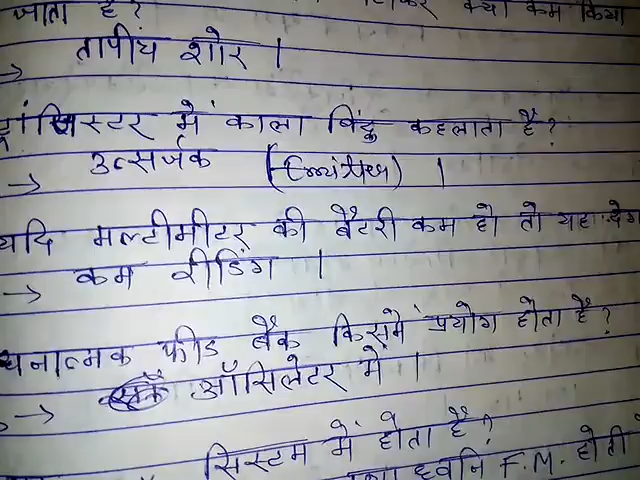 जाता है? क्या कम किया
→ तापीय शोर |
ट्रांजिस्टर में काला बिंदु कहलाता है?
→ उत्सर्जक |
यदि मल्टीमीटर की बैटरी कम हो तो यह देगा
→ कम रीडिंग |
धनात्मक फीड बैक किसमें प्रयोग होता है?
→ ऑसिलेटर में |
सिस्टम में होता है?
ध्वनि F.M. होती